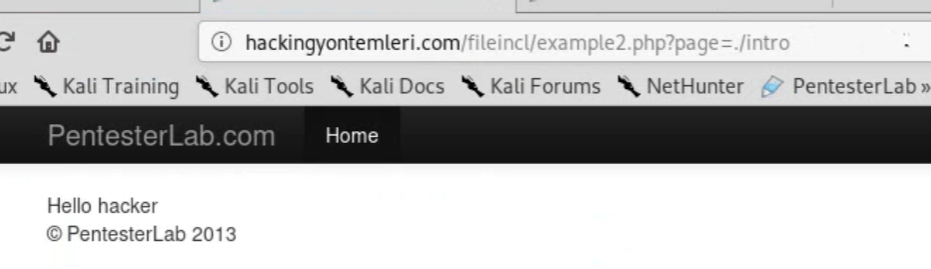 hackingyontemleri.com/fileincl/example2.php?page=./intro
ux Kali Training Kali Tools Kali Docs Kali Forums NetHunter PentesterLab »
PentesterLab.com Home
Hello hacker
© PentesterLab 2013